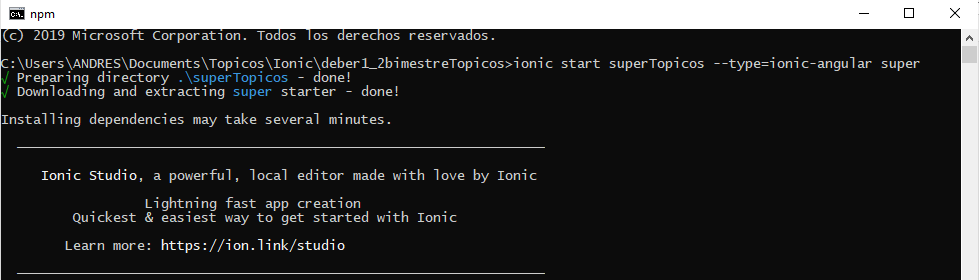 npm
(c) 2019 Microsoft Corporation. Todos los derechos reservados.
C:\Users\ANDRES\Documents\Topicos\Ionic\deber1_2bimestreTopicos>ionic start superTopicos --type=ionic-angular super
√ Preparing directory .\superTopicos - done!
√ Downloading and extracting super starter - done!
Installing dependencies may take several minutes.
Ionic Studio, a powerful, local editor made with love by Ionic
Lightning fast app creation
Quickest & easiest way to get started with Ionic
Learn more: https://ion.link/studio